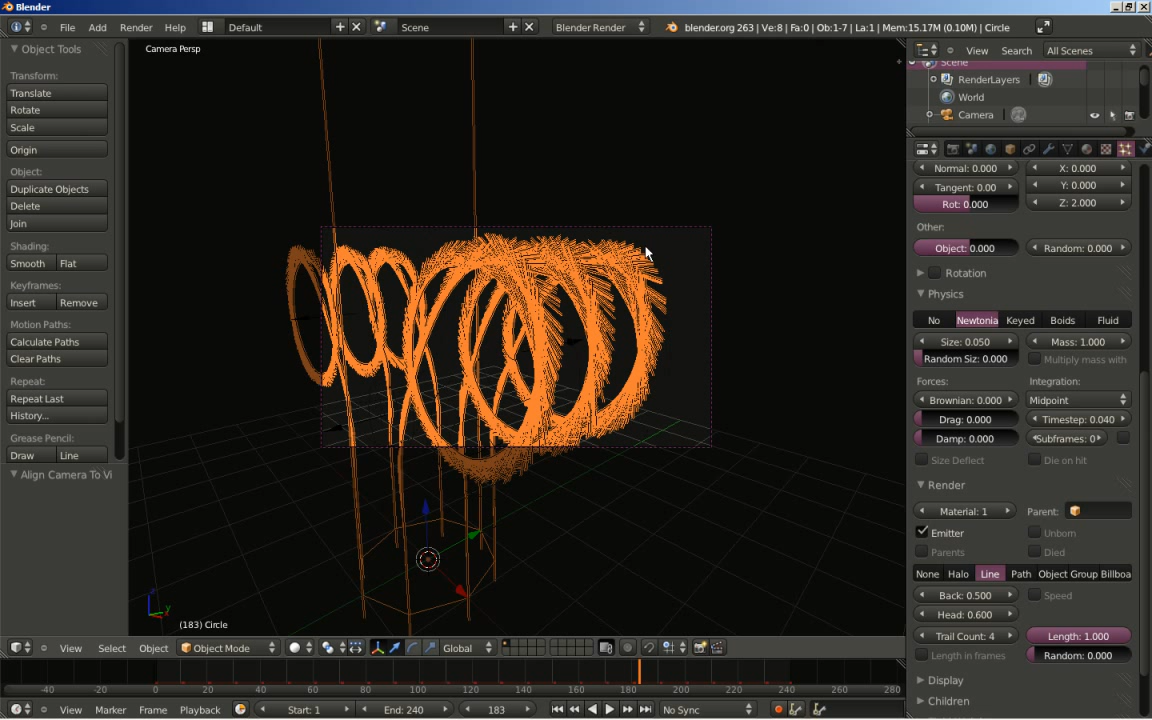 Blender
File Add Render Help Default Scene Blender Render blender.org 263 | Ve:8 | Fa:0 | Ob:1-7 | La:1 | Mem:15.17M (0.10M) | Circle
Object Tools
Transform:
Translate
Rotate
Scale
Origin
Object:
Duplicate Objects
Delete
Join
Shading:
Smooth Flat
Keyframes:
Insert Remove
Motion Paths:
Calculate Paths
Clear Paths
Repeat:
Repeat Last
History...
Grease Pencil:
Draw Line
Align Camera To Vi
Camera Persp
z y x
(183) Circle
View Select Object Object Mode Global
-40 -20 0 20 40 60 80 100 120 140 160 180 200 220 240 260 280
View Marker Frame Playback Start: 1 End: 240 183 No Sync
View Search All Scenes
Scene
RenderLayers
World
Camera
Normal: 0.000 X: 0.000
Tangent: 0.00 Y: 0.000
Rot: 0.000 Z: 2.000
Other:
Object: 0.000 Random: 0.000
Rotation
Physics
No Newtonia Keyed Boids Fluid
Size: 0.050 Mass: 1.000
Random Siz: 0.000 Multiply mass with
Forces: Integration:
Brownian: 0.000 Midpoint
Drag: 0.000 Timestep: 0.040
Damp: 0.000 Subframes: 0
Size Deflect Die on hit
Render
Material: 1 Parent:
Emitter Unborn
Parents Died
None Halo Line Path Object Group Billboa
Back: 0.500 Speed
Head: 0.600
Trail Count: 4 Length: 1.000
Length in frames Random: 0.000
Display
Children